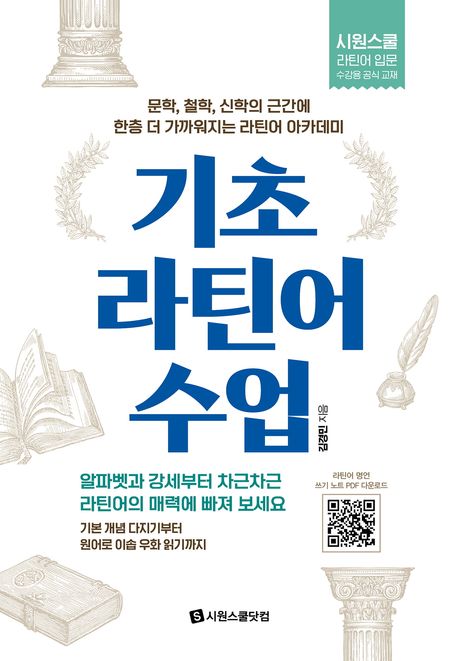 시원스쿨
라틴어 입문
수강용 공식 교재
문학, 철학, 신학의 근간에
한층 더 가까워지는 라틴어 아카데미
기초
라틴어
수업
김경민 지음
알파벳과 강세부터 차근차근
라틴어의 매력에 빠져 보세요
기본 개념 다지기부터
원어로 이솝 우화 읽기까지
라틴어 명언
쓰기 노트 PDF 다운로드
S 시원스쿨닷컴